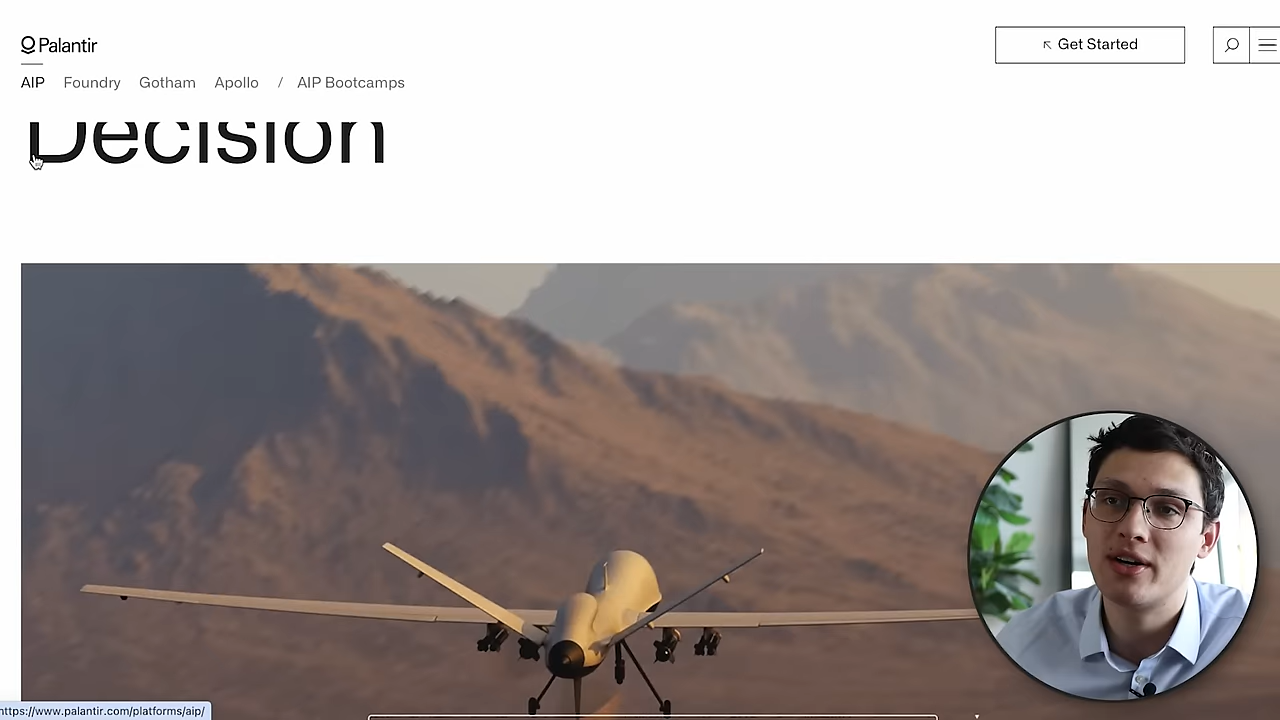 Palantir
Get Started
AIP Foundry Gotham Apollo / AIP Bootcamps
Decision
https://www.palantir.com/platforms/aip/